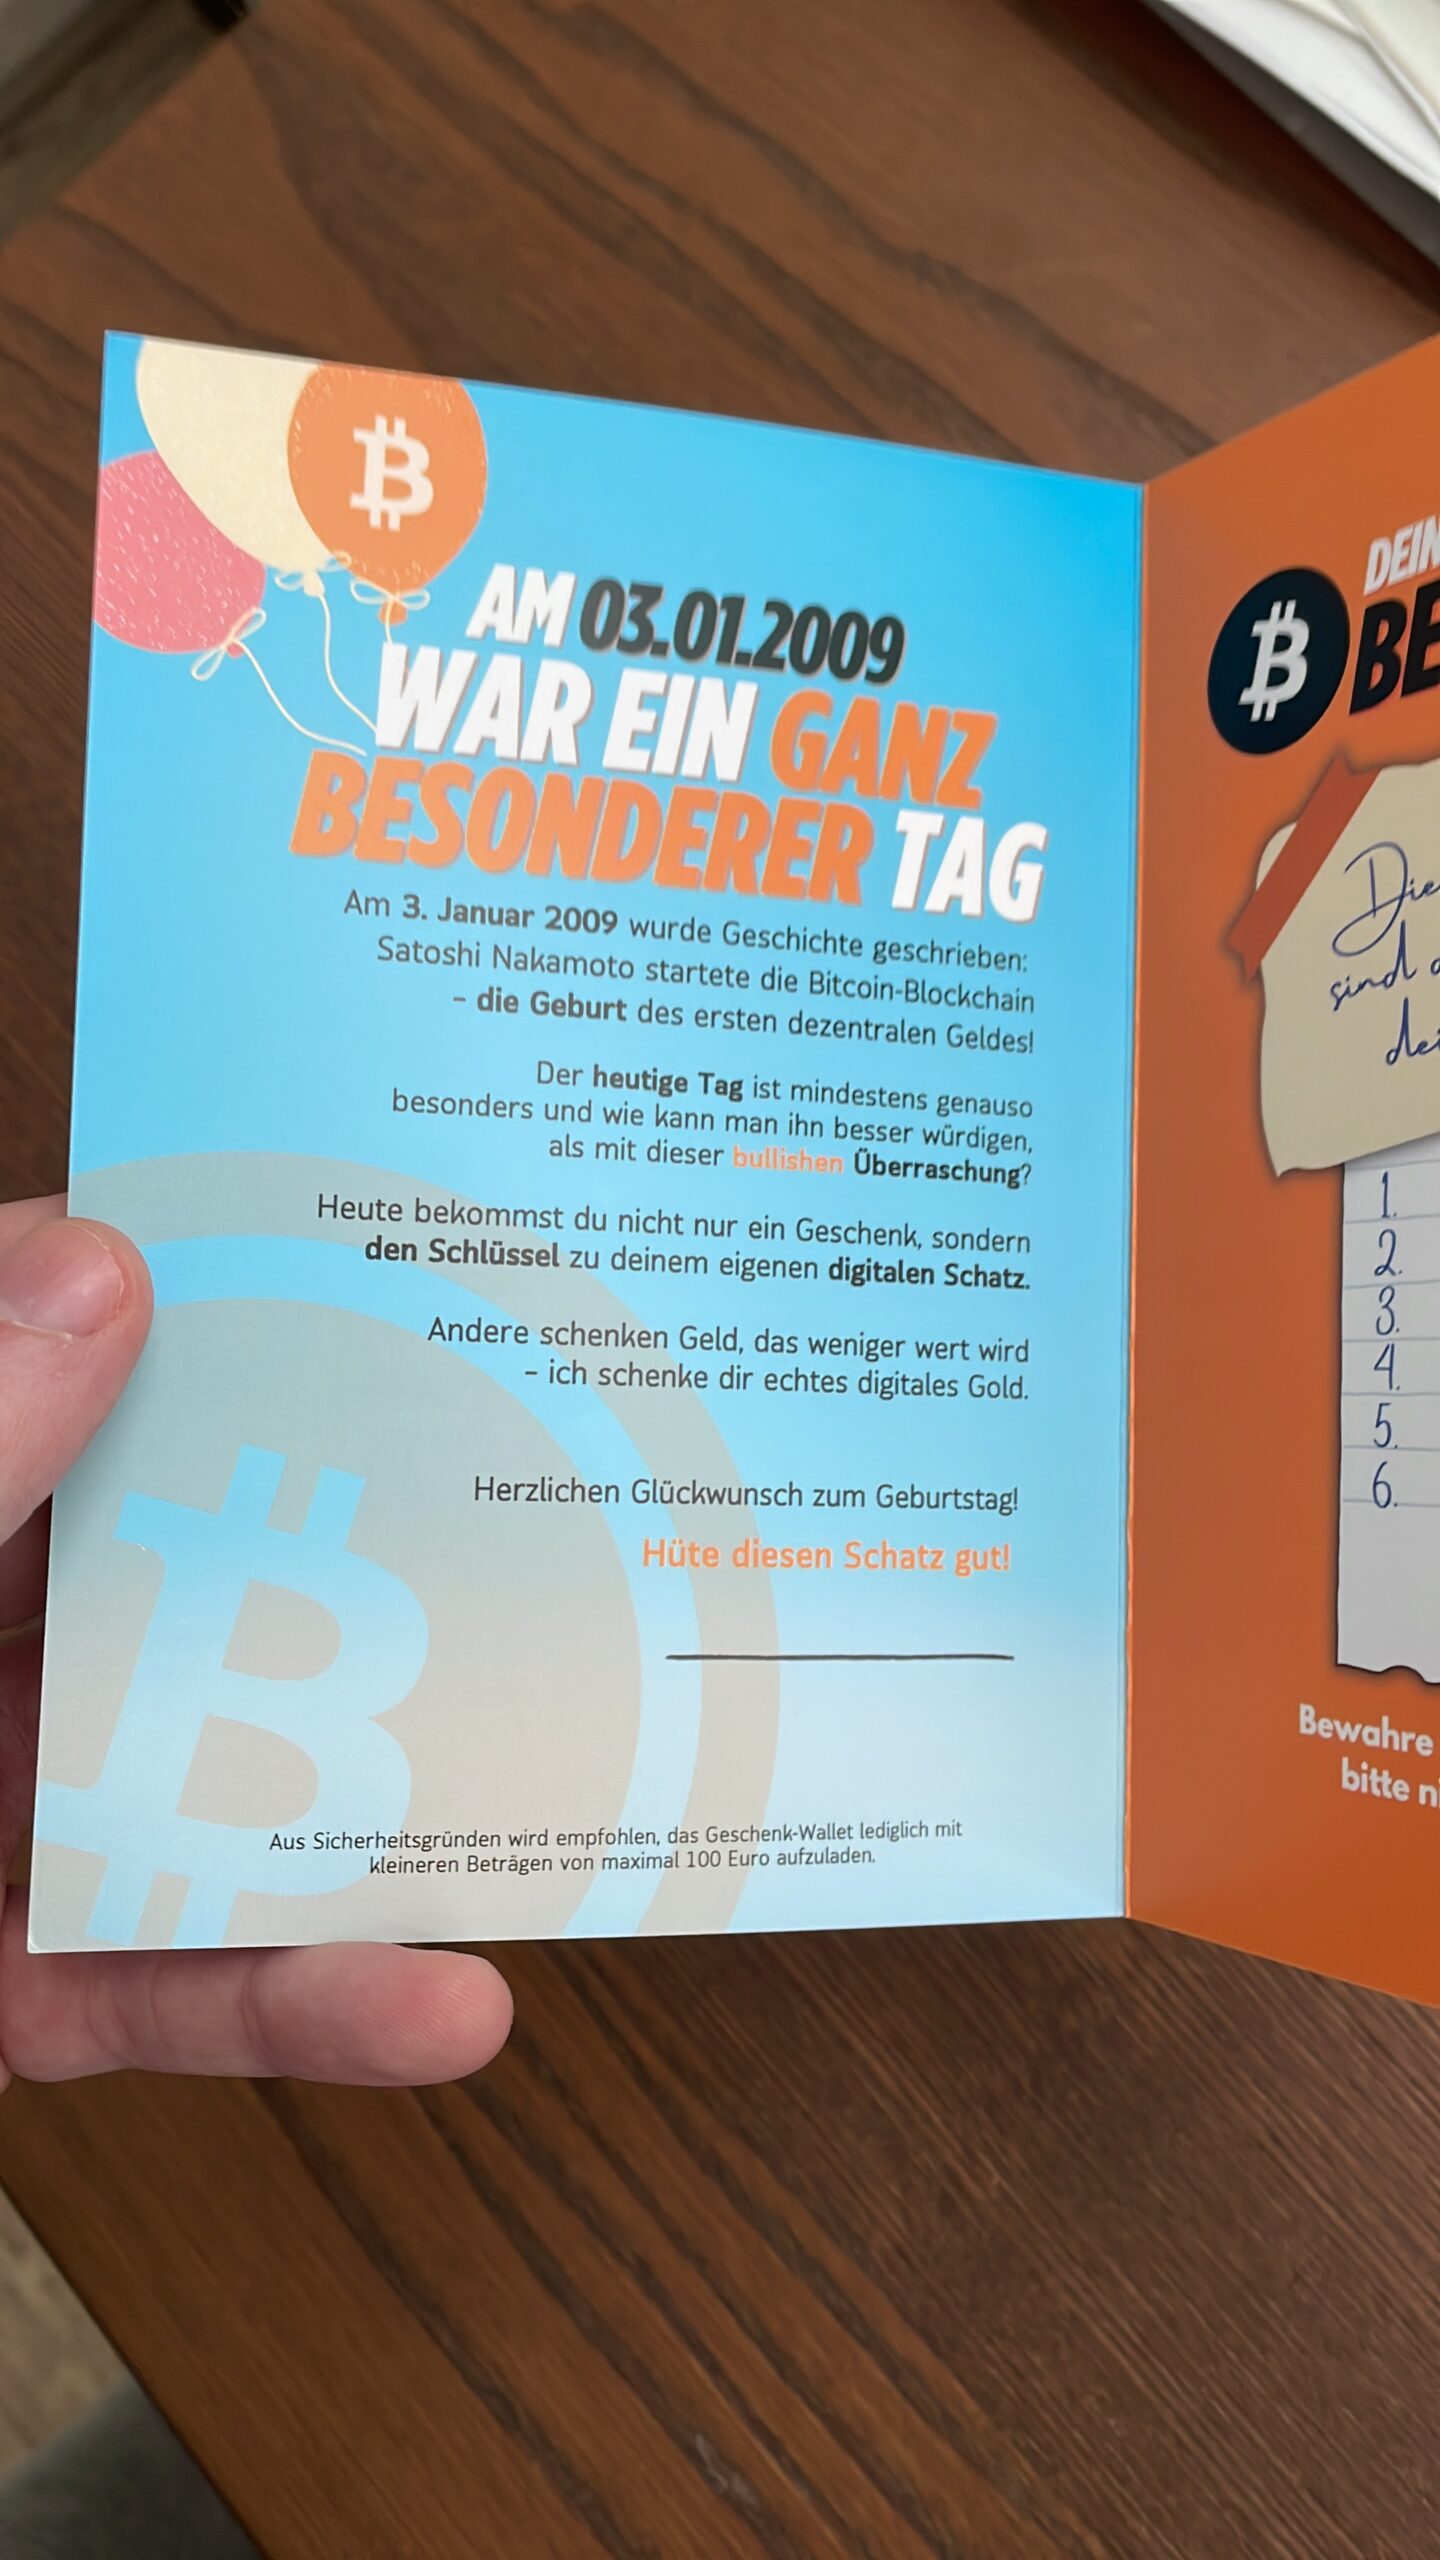 AM 03.01.2009
WAR EIN GANZ
BESONDERER TAG
Am 3. Januar 2009 wurde Geschichte geschrieben:
Satoshi Nakamoto startete die Bitcoin-Blockchain
– die Geburt des ersten dezentralen Geldes!
Der heutige Tag ist mindestens genauso
besonders und wie kann man ihn besser würdigen,
als mit dieser bullishen Überraschung?
Heute bekommst du nicht nur ein Geschenk, sondern
den Schlüssel zu deinem eigenen digitalen Schatz.
Andere schenken Geld, das weniger wert wird
– ich schenke dir echtes digitales Gold.
Herzlichen Glückwunsch zum Geburtstag!
Hüte diesen Schatz gut!
Aus Sicherheitsgründen wird empfohlen, das Geschenk-Wallet lediglich mit
kleineren Beträgen von maximal 100 Euro aufzuladen.
DEIN
BE
Die
sind
dei
1.
2.
3.
4.
5.
6.
Bewahre
bitte